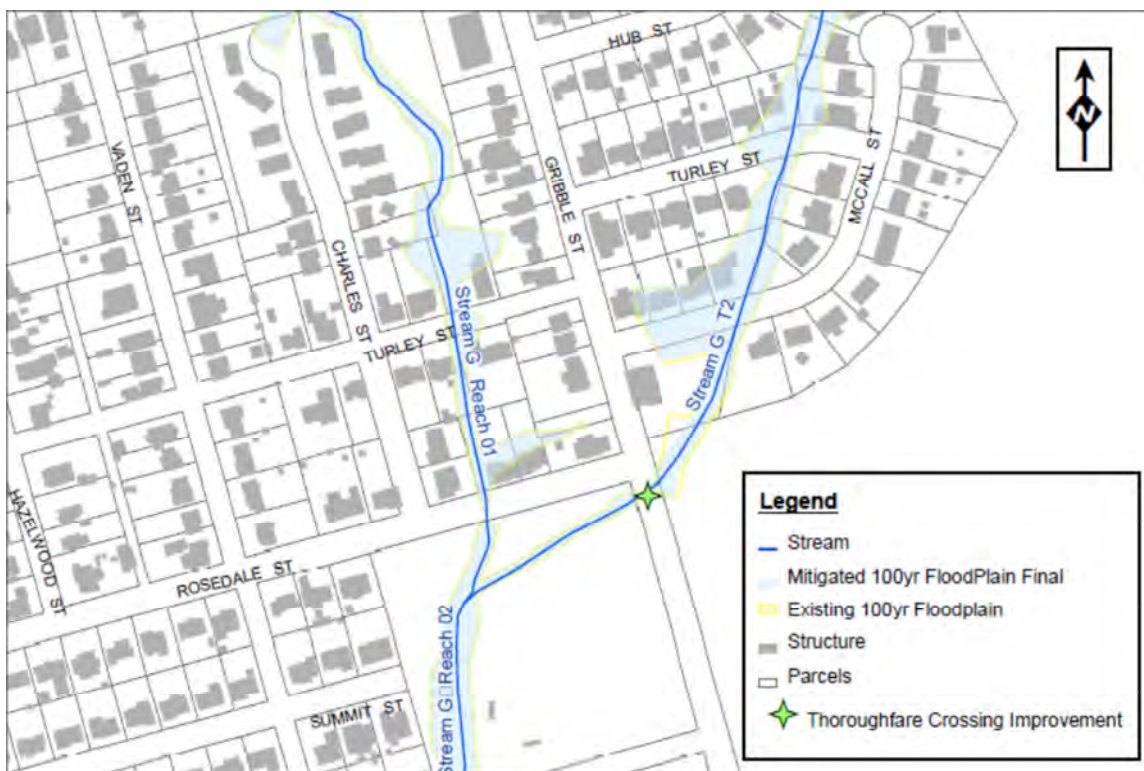 HUB ST
N
VADEN ST
GRIBBLE ST
TURLEY ST
MCCALL ST
CHARLES ST
TURLEY ST
Stream G Reach 01
Stream G T2
HAZELWOOD ST
ROSEDALE ST
Stream G□Reach 02
SUMMIT ST
Legend
Stream
Mitigated 100yr FloodPlain Final
Existing 100yr Floodplain
Structure
Parcels
Thoroughfare Crossing Improvement